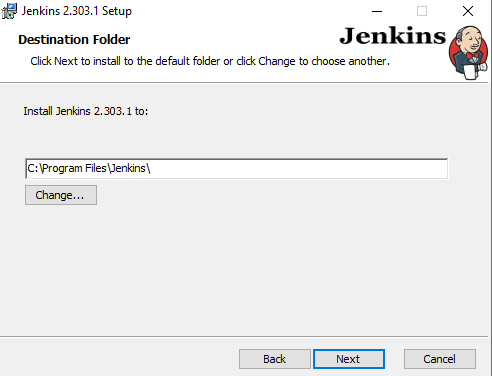 Jenkins 2.303.1 Setup
Destination Folder
Jenkins
Click Next to install to the default folder or click Change to choose another.
Install Jenkins 2.303.1 to:
C:\Program Files\Jenkins\
Change...
Back
Next
Cancel